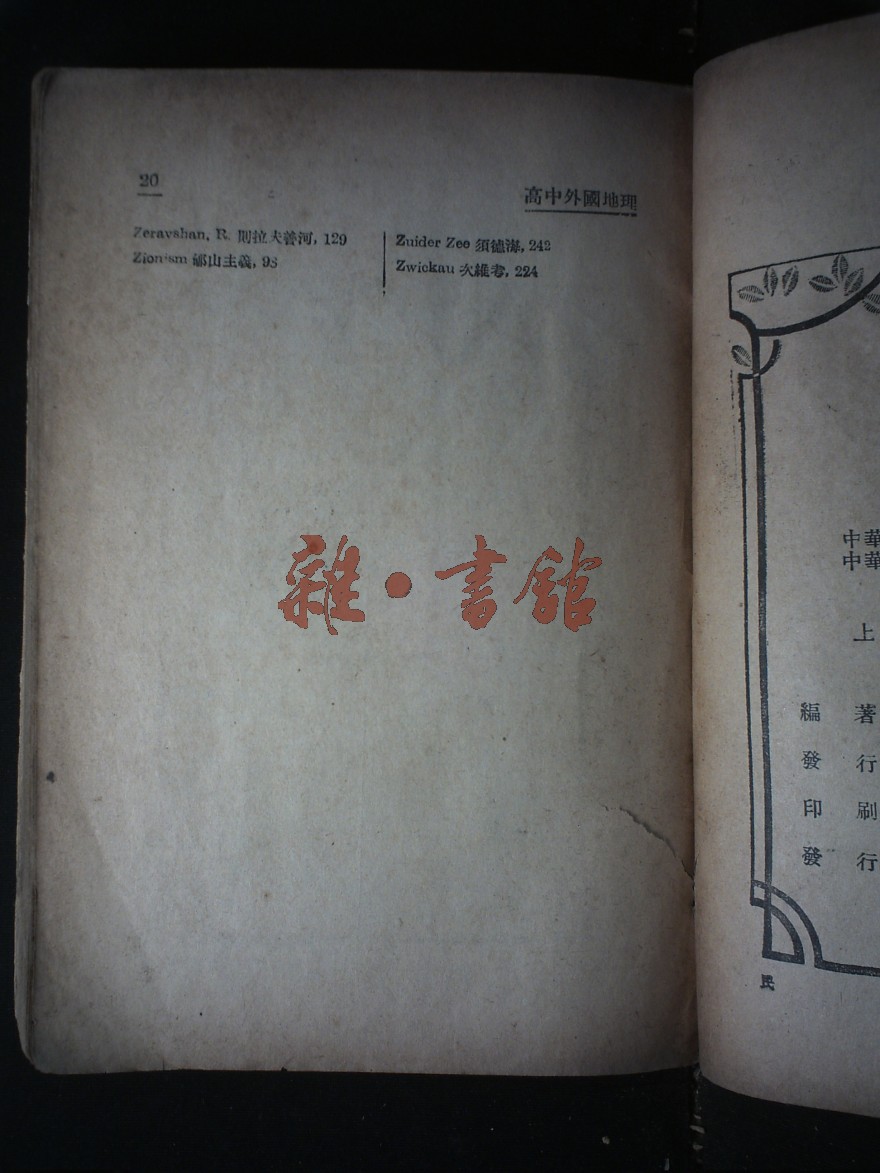 20
高中外國地理
Zeravshan, R. 則拉夫善河, 129
Zionism 郇山主義, 98
Zuider Zee 須德海, 242
Zwickau 次維考, 224
雜•書館
中華
中華
上
編著
發行
印刷
發行
民